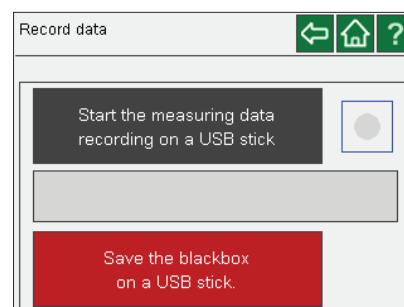 Record data
?
Start the measuring data
recording on a USB stick
Save the blackbox
on a USB stick.